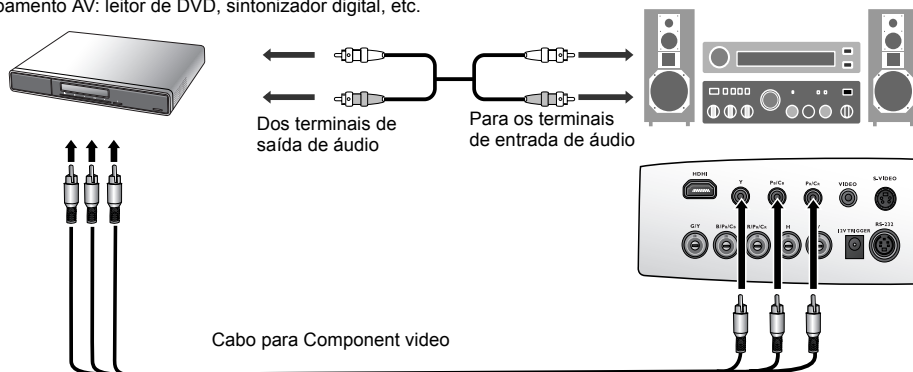 pamento AV: leitor de DVD, sintonizador digital, etc.
Dos terminais de
saída de áudio
Para os terminais
de entrada de áudio
HDMI
Y
PB/CB
PR/CR
VIDEO
S-VIDEO
G/Y
B/PB/CB
R/PR/CR
H
V
12V TRIGGER
RS-232
Cabo para Component video